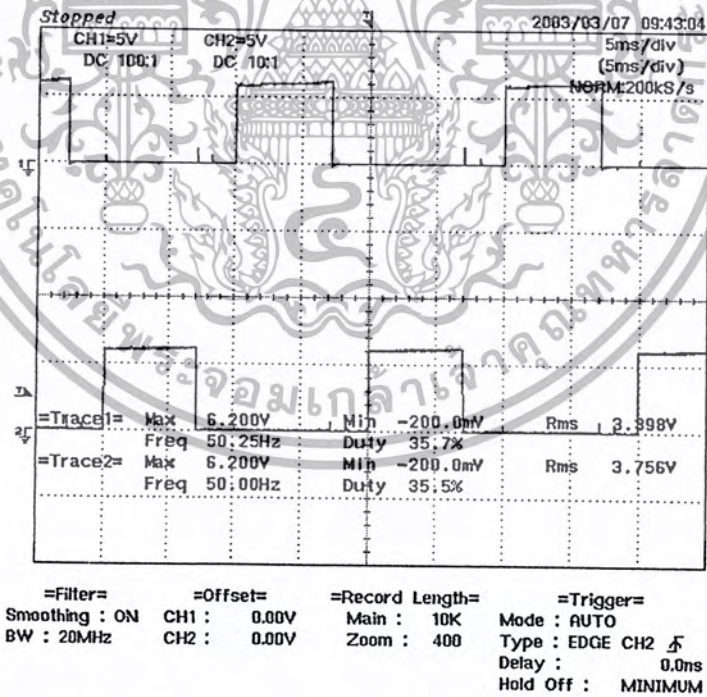 Stopped
2003/03/07 09:43:04
CH1=5V CH2=5V 5ms/div
DC 100:1 DC 10:1 (5ms/div)
NORM:200kS/s
=Trace1= Max 6.200V Min -200.0mV Rms 3.898V
Freq 50.25Hz Duty 35.7%
=Trace2= Max 6.200V Min -200.0mV Rms 3.756V
Freq 50.00Hz Duty 35.5%
=Filter= =Offset= =Record Length= =Trigger=
Smoothing : ON CH1 : 0.00V Main : 10K Mode : AUTO
BW : 20MHz CH2 : 0.00V Zoom : 400 Type : EDGE CH2
Delay : 0.0ns
Hold Off : MINIMUM